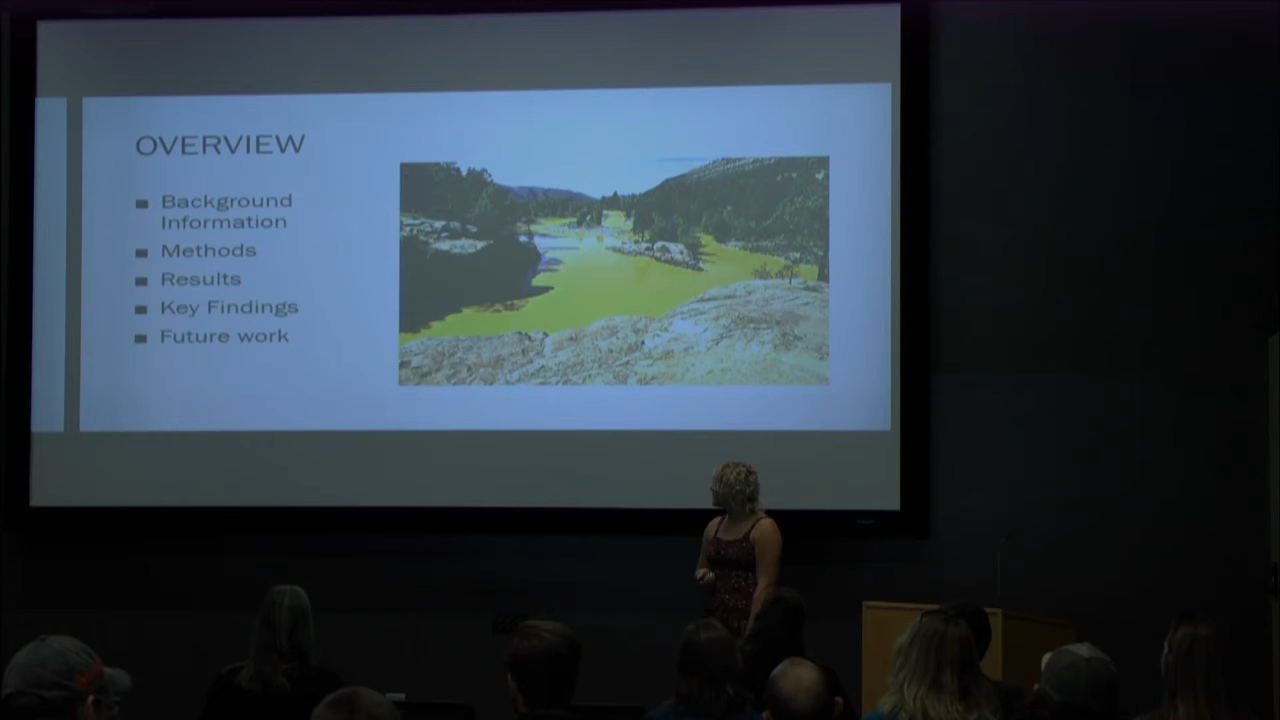 OVERVIEW
■ Background
Information
■ Methods
■ Results
■ Key Findings
■ Future work